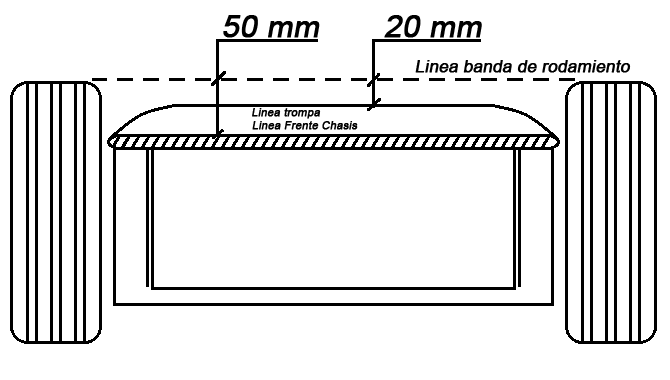 50 mm
20 mm
Linea banda de rodamiento
Linea trompa
Linea Frente Chasis